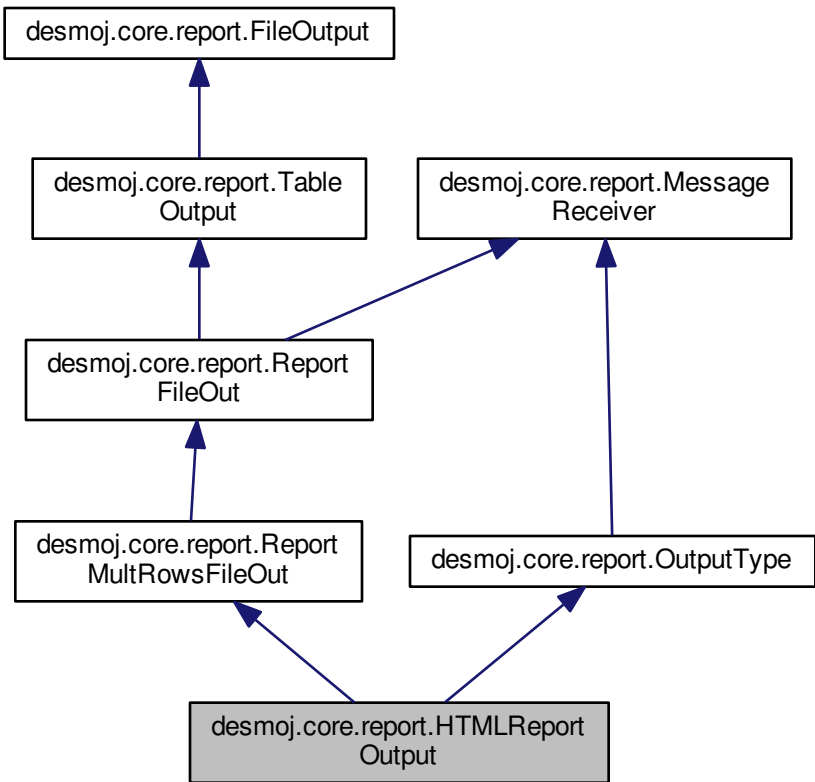 desmoj.core.report.FileOutput
desmoj.core.report.Table
Output
desmoj.core.report.Message
Receiver
desmoj.core.report.Report
FileOut
desmoj.core.report.Report
MultRowsFileOut
desmoj.core.report.OutputType
desmoj.core.report.HTMLReport
Output